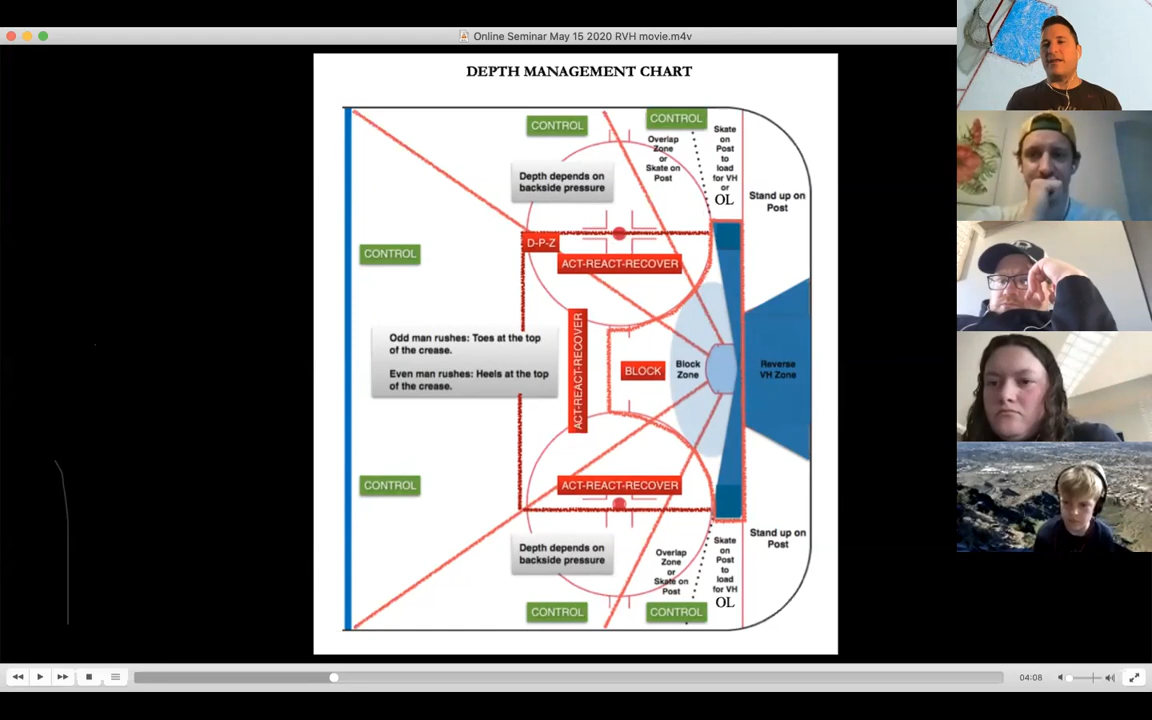 Online Seminar May 15 2020 RVH movie.m4v
DEPTH MANAGEMENT CHART
CONTROL
CONTROL
Skate
on
Post
to
load
for VH
or
OL
Overlap
Zone
or
Skate on
Post
Depth depends on
backside pressure
Stand up on
Post
D-P-Z
CONTROL
ACT-REACT-RECOVER
Odd man rushes: Toes at the top
of the crease.
Even man rushes: Heels at the top
of the crease.
ACT-REACT-RECOVER
BLOCK
Block
Zone
Reverse
VH Zone
CONTROL
ACT-REACT-RECOVER
Depth depends on
backside pressure
Overlap
Zone
or
Skate on
Post
Skate
on
Post
to
load
for VH
OL
Stand up on
Post
CONTROL
CONTROL
04:08